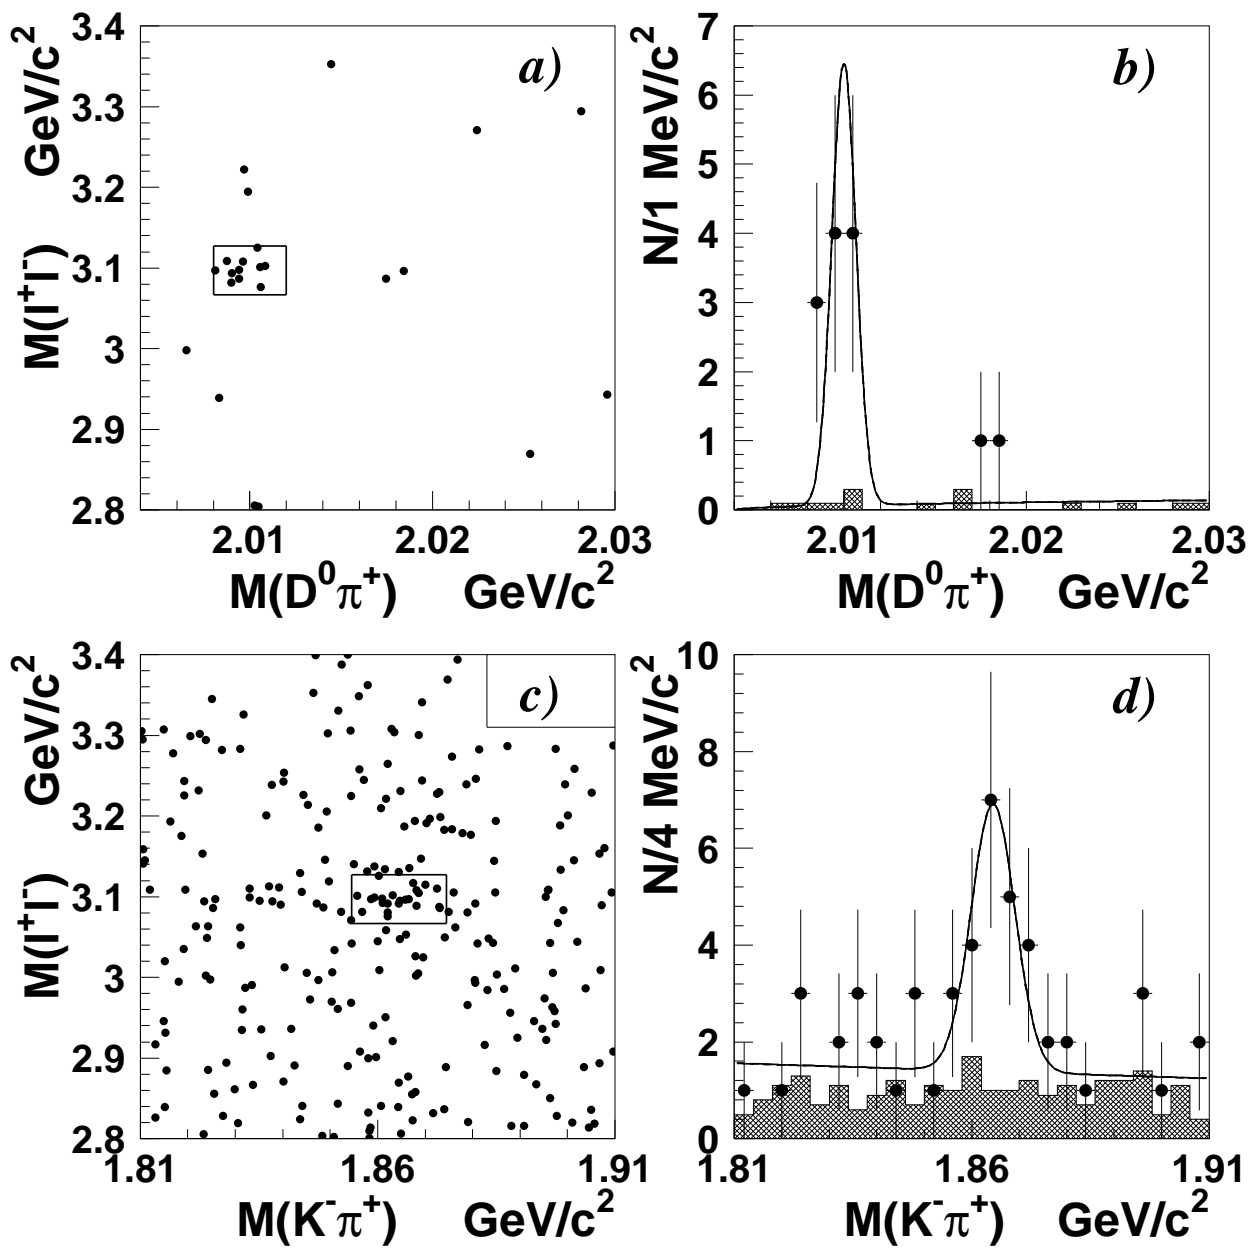 a)
M(l⁺l⁻) GeV/c²
3.4
3.3
3.2
3.1
3
2.9
2.8
2.01 2.02 2.03
M(D⁰π⁺) GeV/c²
b)
N/1 MeV/c²
7
6
5
4
3
2
1
0
2.01 2.02 2.03
M(D⁰π⁺) GeV/c²
c)
M(l⁺l⁻) GeV/c²
3.4
3.3
3.2
3.1
3
2.9
2.8
1.81 1.86 1.91
M(K⁻π⁺) GeV/c²
d)
N/4 MeV/c²
10
8
6
4
2
0
1.81 1.86 1.91
M(K⁻π⁺) GeV/c²